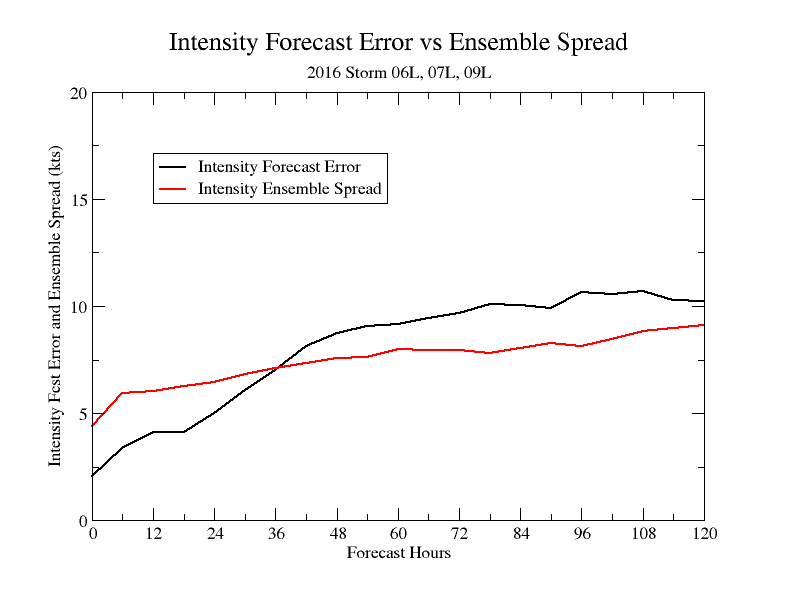 Intensity Forecast Error vs Ensemble Spread
2016 Storm 06L, 07L, 09L
Intensity Fcst Error and Ensemble Spread (kts)
20
15
10
5
0
Intensity Forecast Error
Intensity Ensemble Spread
0 12 24 36 48 60 72 84 96 108 120
Forecast Hours